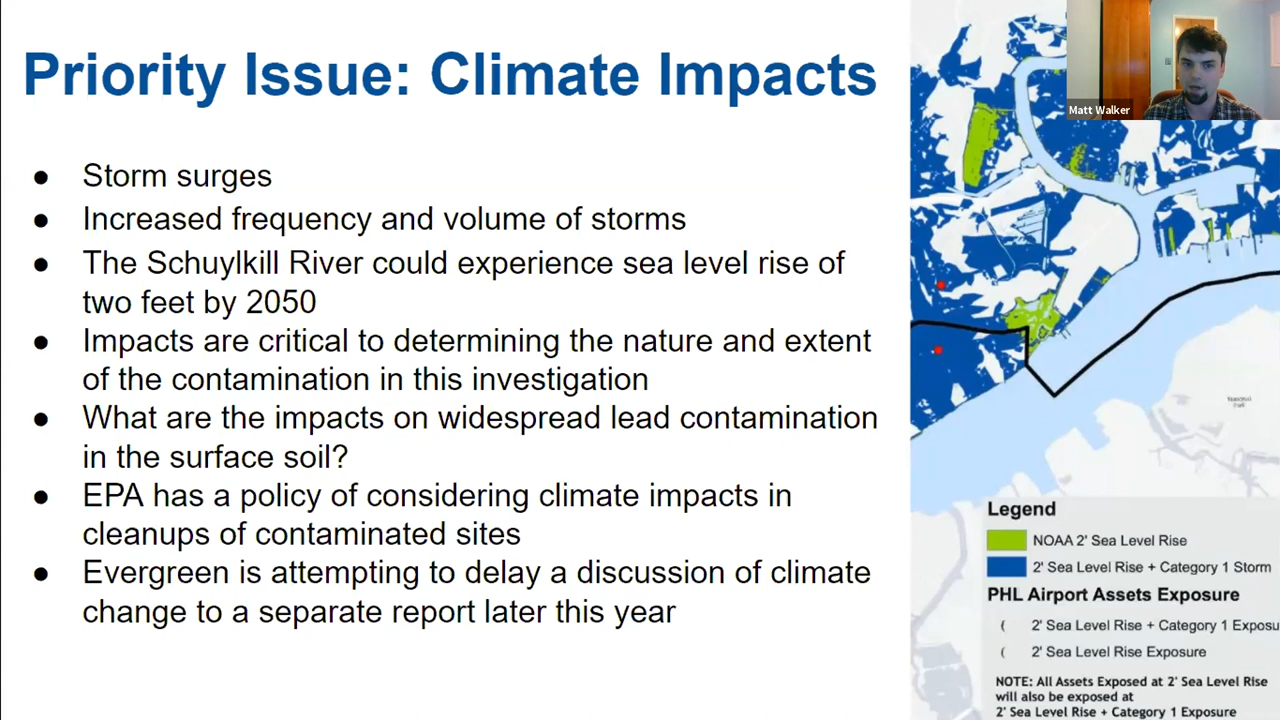 Priority Issue: Climate Impacts
Matt Walker
● Storm surges
● Increased frequency and volume of storms
● The Schuylkill River could experience sea level rise of
two feet by 2050
● Impacts are critical to determining the nature and extent
of the contamination in this investigation
● What are the impacts on widespread lead contamination
in the surface soil?
● EPA has a policy of considering climate impacts in
cleanups of contaminated sites
● Evergreen is attempting to delay a discussion of climate
change to a separate report later this year
Legend
NOAA 2' Sea Level Rise
2' Sea Level Rise + Category 1 Storm
PHL Airport Assets Exposure
( 2' Sea Level Rise + Category 1 Exposu
( 2' Sea Level Rise Exposure
NOTE: All Assets Exposed at 2' Sea Level Rise
will also be exposed at
2' Sea Level Rise + Category 1 Exposure